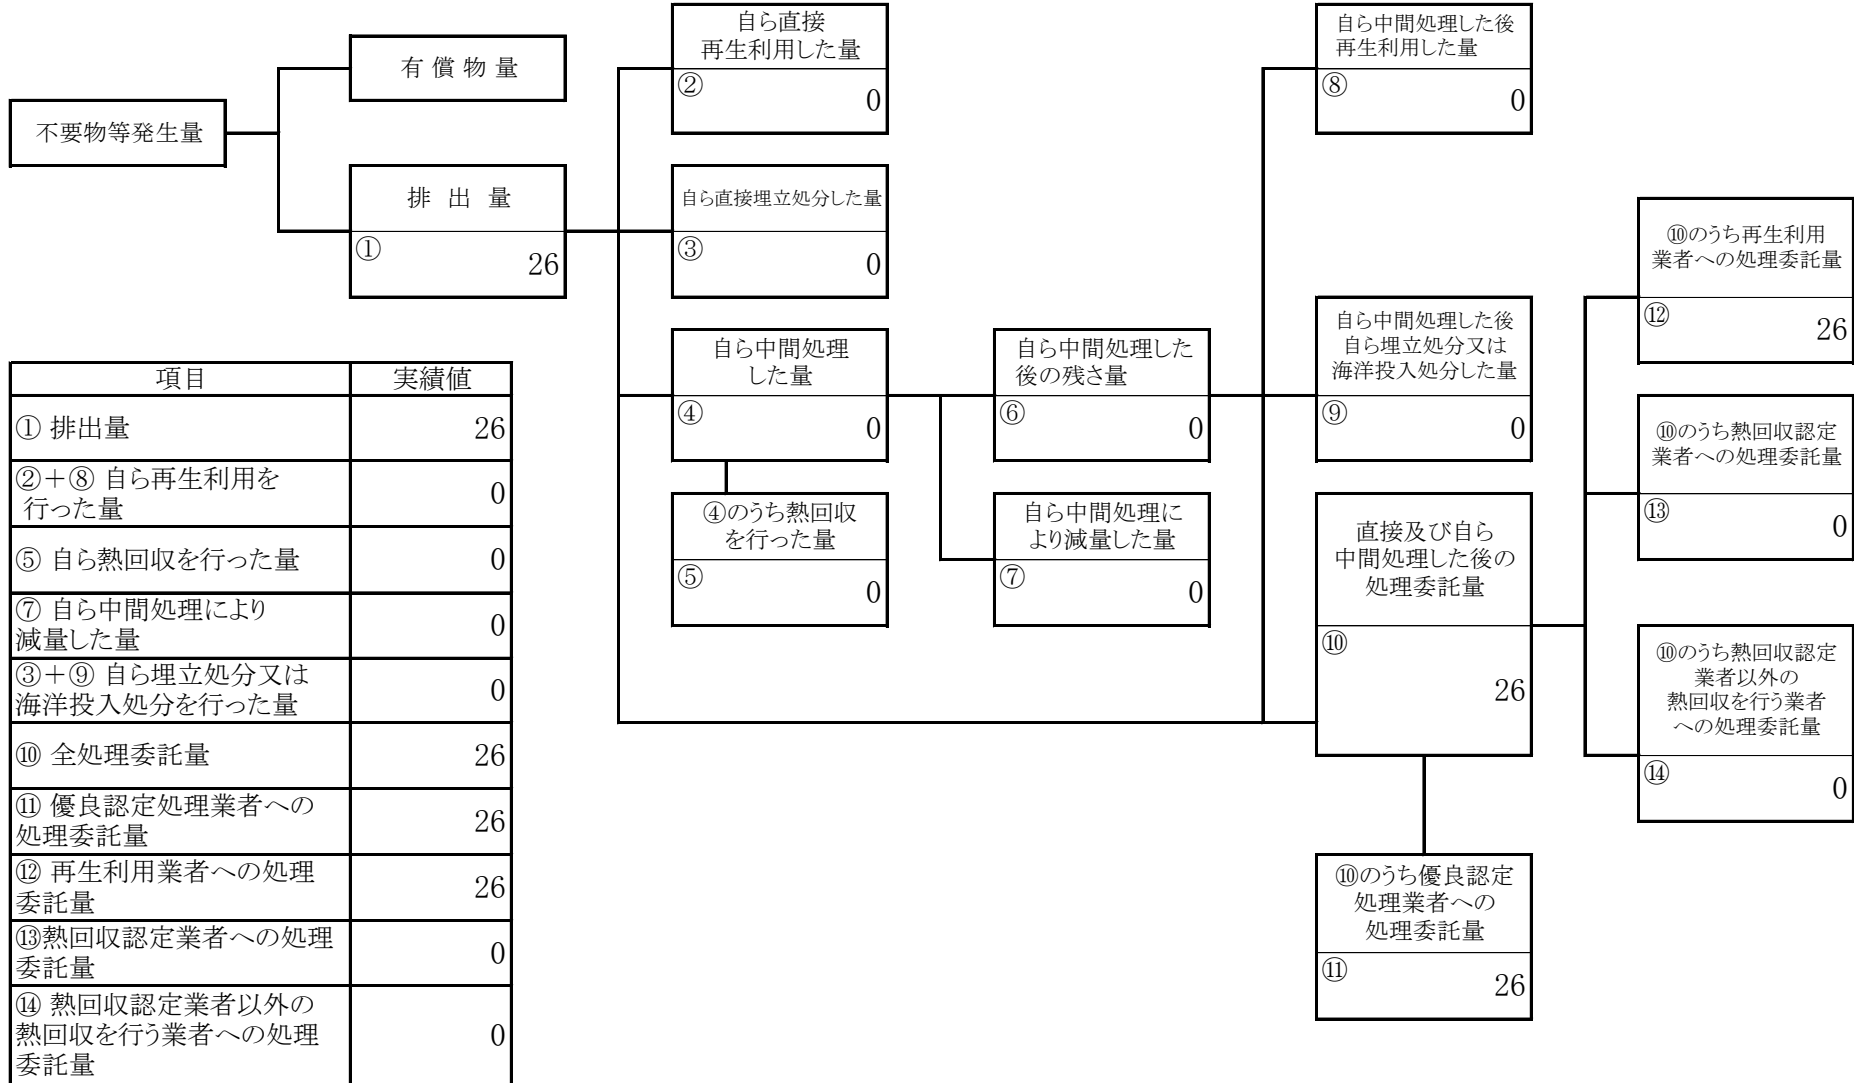 不要物等発生量
有 償 物 量
排 出 量
①
26
自ら直接
再生利用した量
②
0
自ら直接埋立処分した量
③
0
自ら中間処理
した量
④
0
④のうち熱回収
を行った量
⑤
0
自ら中間処理した
後の残さ量
⑥
0
自ら中間処理に
より減量した量
⑦
0
自ら中間処理した後
再生利用した量
⑧
0
自ら中間処理した後
自ら埋立処分又は
海洋投入処分した量
⑨
0
直接及び自ら
中間処理した後の
処理委託量
⑩
26
⑩のうち優良認定
処理業者への
処理委託量
⑪
26
⑩のうち再生利用
業者への処理委託量
⑫
26
⑩のうち熱回収認定
業者への処理委託量
⑬
0
⑩のうち熱回収認定
業者以外の
熱回収を行う業者
への処理委託量
⑭
0
項目 実績値
① 排出量 26
②+⑧ 自ら再生利用を
行った量 0
⑤ 自ら熱回収を行った量 0
⑦ 自ら中間処理により
減量した量 0
③+⑨ 自ら埋立処分又は
海洋投入処分を行った量 0
⑩ 全処理委託量 26
⑪ 優良認定処理業者への
処理委託量 26
⑫ 再生利用業者への処理
委託量 26
⑬熱回収認定業者への処理
委託量 0
⑭ 熱回収認定業者以外の
熱回収を行う業者への処理
委託量 0